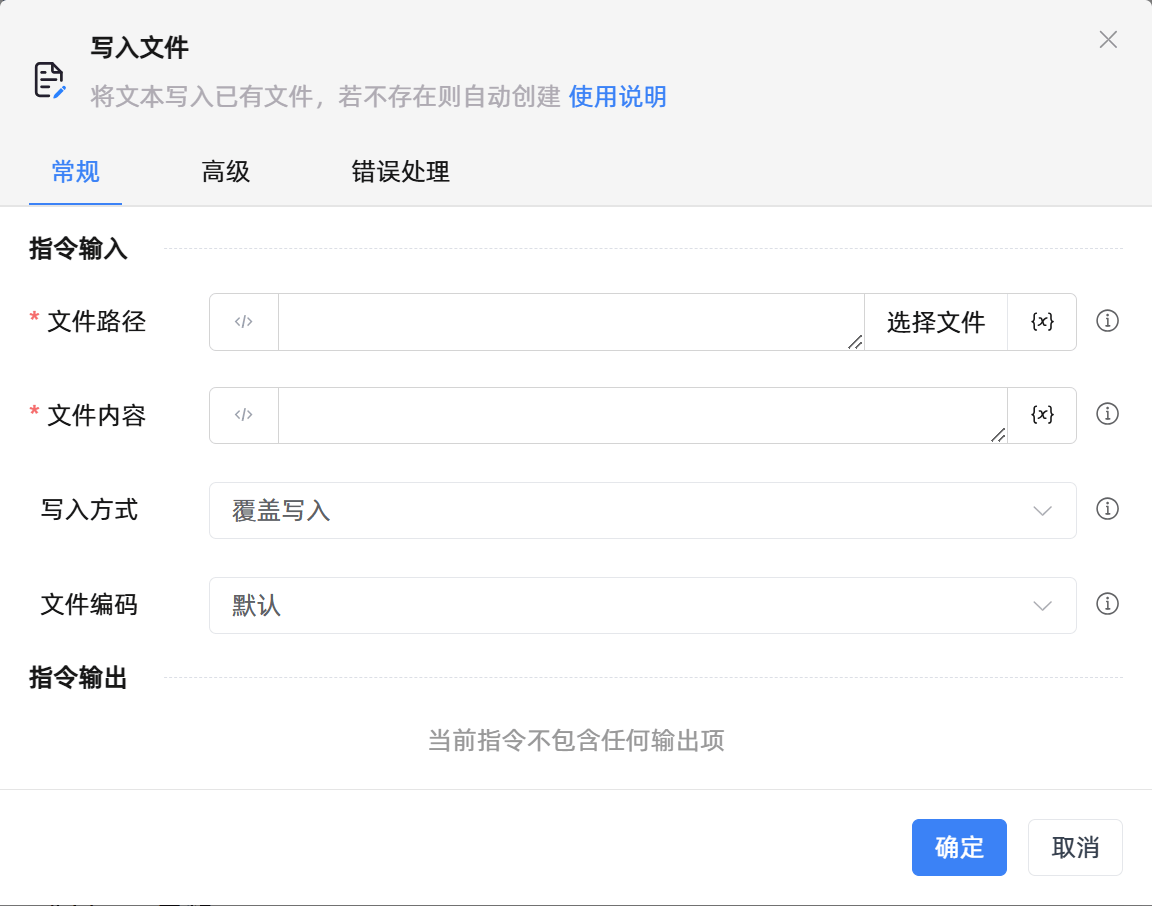 写入文件
将文本写入已有文件，若不存在则自动创建 使用说明
常规 高级 错误处理
指令输入
* 文件路径 </> 选择文件 {x}
* 文件内容 </> {x}
写入方式 覆盖写入
文件编码 默认
指令输出
当前指令不包含任何输出项
确定 取消